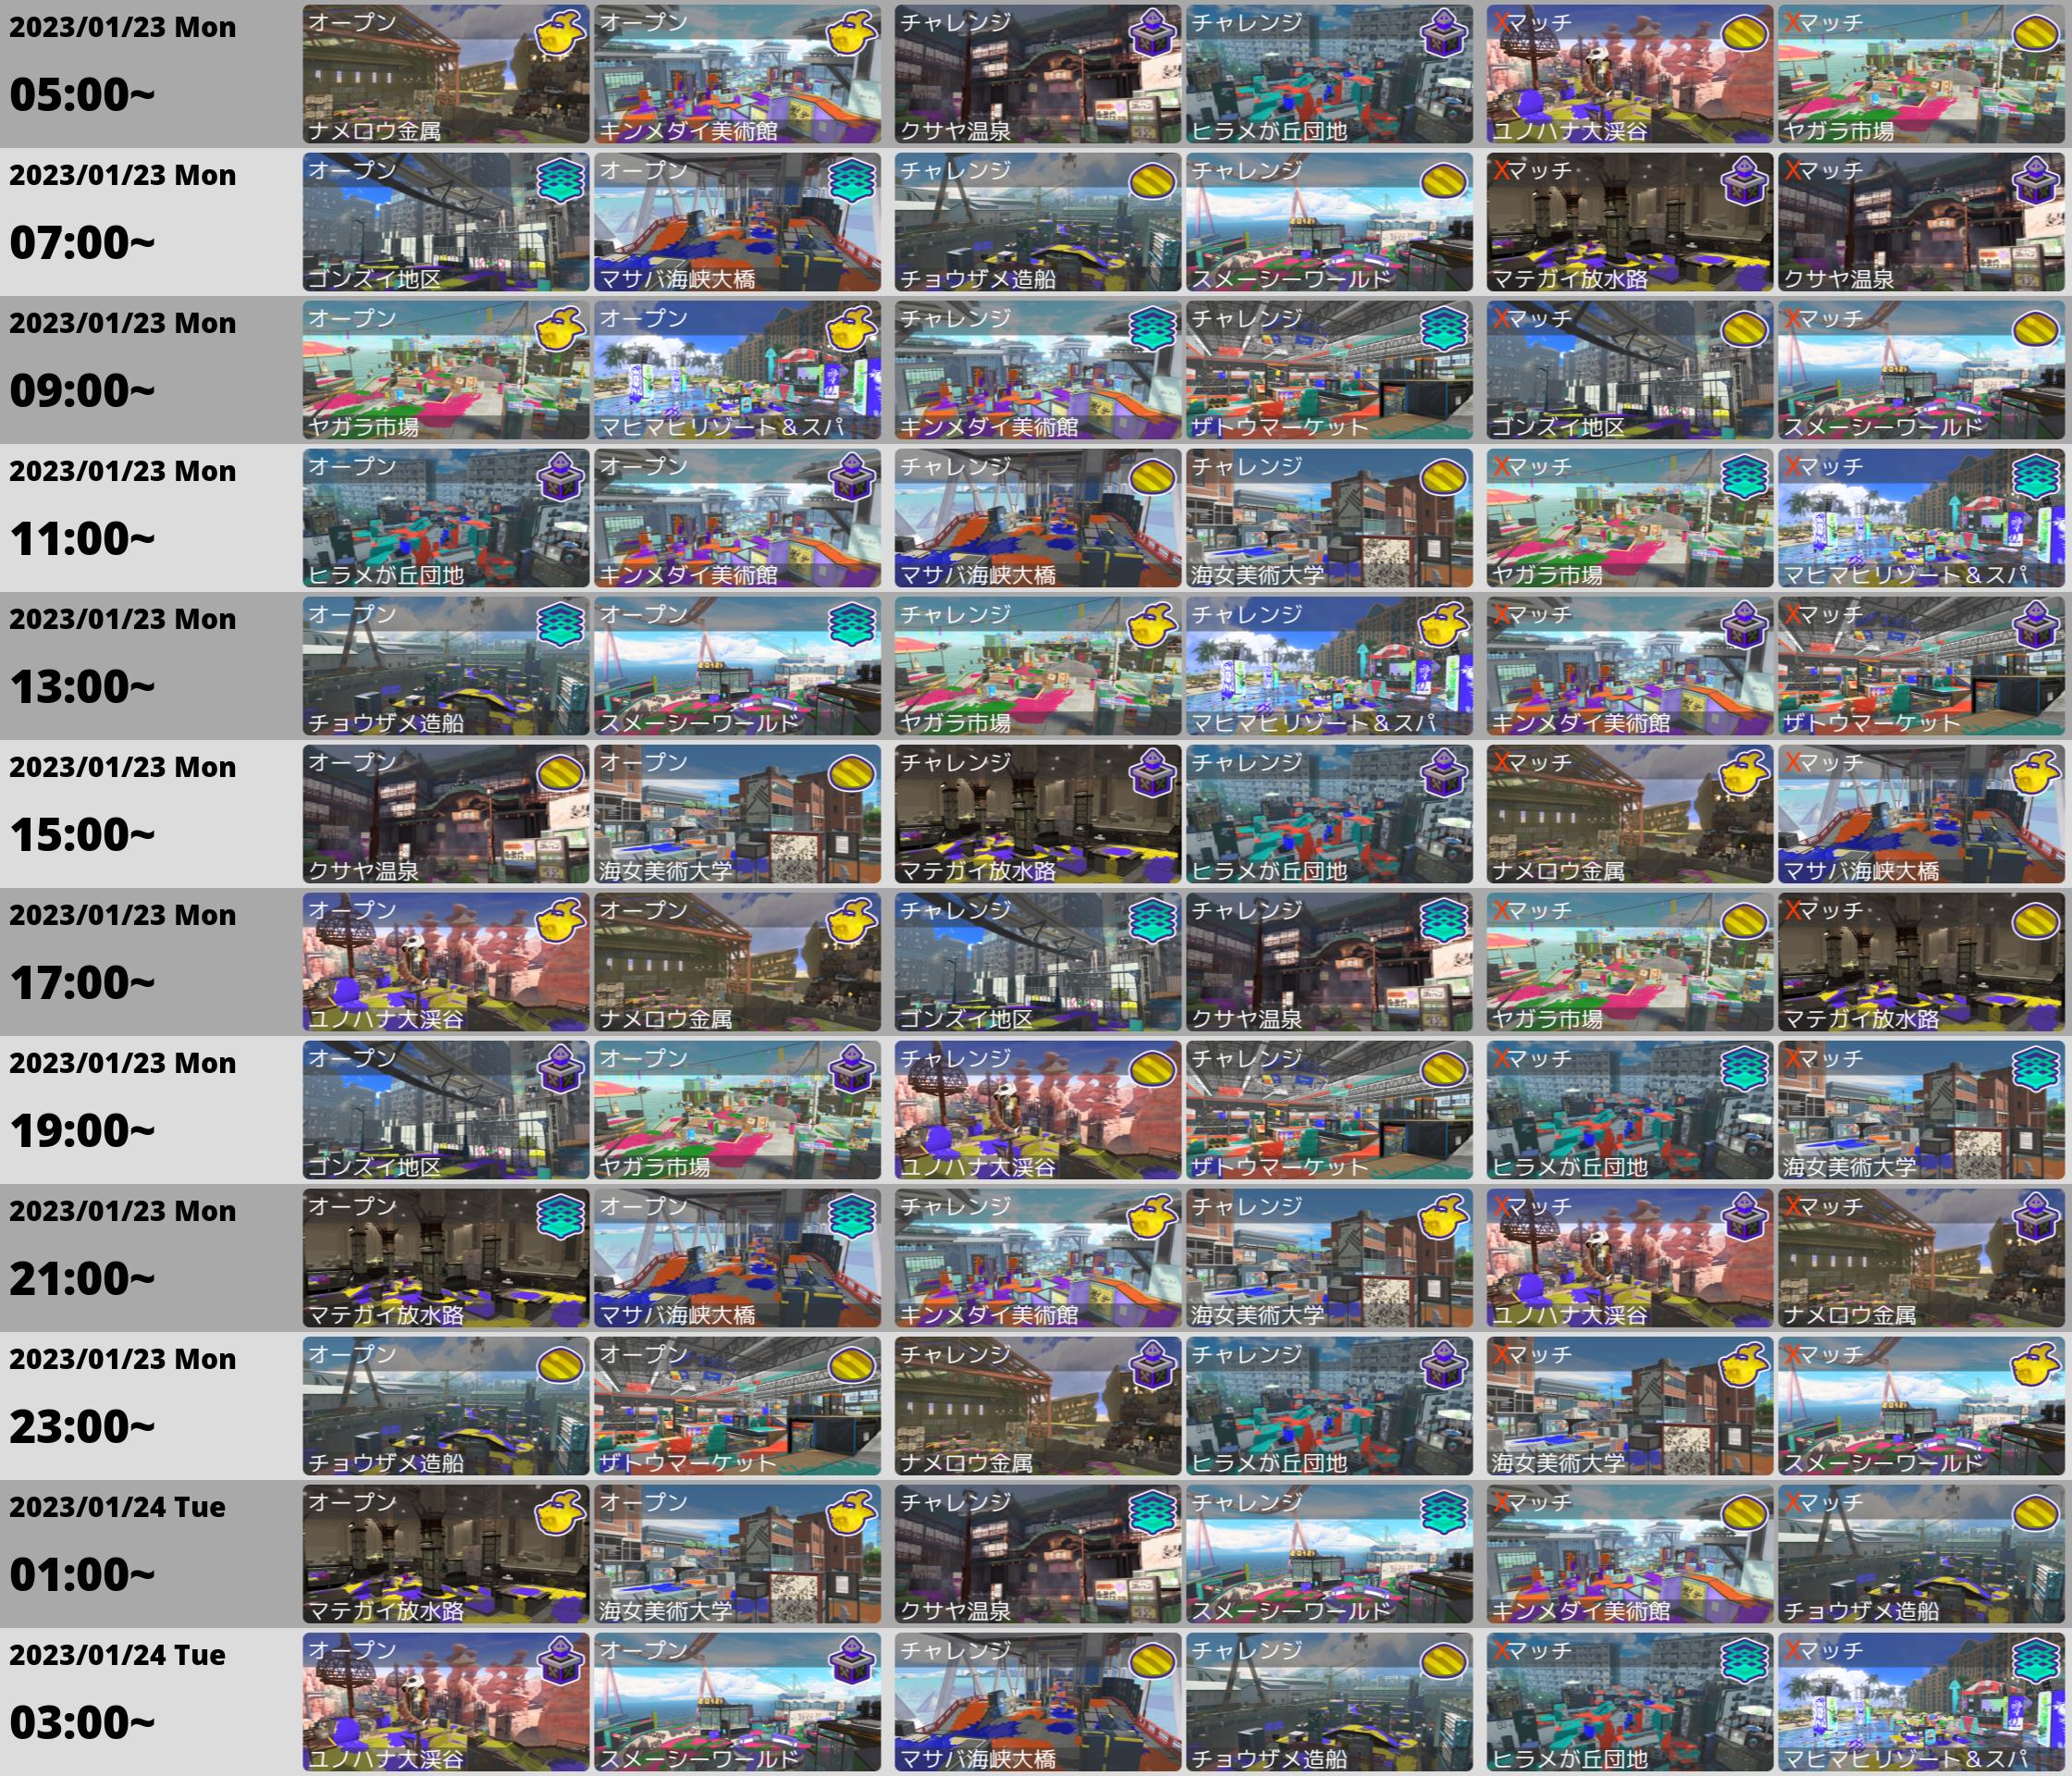 2023/01/23 Mon
05:00~
オープン オープン チャレンジ チャレンジ Xマッチ Xマッチ
ナメロウ金属 キンメダイ美術館 クサヤ温泉 ヒラメが丘団地 ユノハナ大渓谷 ヤガラ市場
2023/01/23 Mon
07:00~
オープン オープン チャレンジ チャレンジ Xマッチ Xマッチ
ゴンズイ地区 マサバ海峡大橋 チョウザメ造船 スメーシーワールド マテガイ放水路 クサヤ温泉
2023/01/23 Mon
09:00~
オープン オープン チャレンジ チャレンジ Xマッチ Xマッチ
ヤガラ市場 マヒマヒリゾート＆スパ キンメダイ美術館 ザトウマーケット ゴンズイ地区 スメーシーワールド
2023/01/23 Mon
11:00~
オープン オープン チャレンジ チャレンジ Xマッチ Xマッチ
ヒラメが丘団地 キンメダイ美術館 マサバ海峡大橋 海女美術大学 ヤガラ市場 マヒマヒリゾート＆スパ
2023/01/23 Mon
13:00~
オープン オープン チャレンジ チャレンジ Xマッチ Xマッチ
チョウザメ造船 スメーシーワールド ヤガラ市場 マヒマヒリゾート＆スパ キンメダイ美術館 ザトウマーケット
2023/01/23 Mon
15:00~
オープン オープン チャレンジ チャレンジ Xマッチ Xマッチ
クサヤ温泉 海女美術大学 マテガイ放水路 ヒラメが丘団地 ナメロウ金属 マサバ海峡大橋
2023/01/23 Mon
17:00~
オープン オープン チャレンジ チャレンジ Xマッチ Xマッチ
ユノハナ大渓谷 ナメロウ金属 ゴンズイ地区 クサヤ温泉 ヤガラ市場 マテガイ放水路
2023/01/23 Mon
19:00~
オープン オープン チャレンジ チャレンジ Xマッチ Xマッチ
ゴンズイ地区 ヤガラ市場 ユノハナ大渓谷 ザトウマーケット ヒラメが丘団地 海女美術大学
2023/01/23 Mon
21:00~
オープン オープン チャレンジ チャレンジ Xマッチ Xマッチ
マテガイ放水路 マサバ海峡大橋 キンメダイ美術館 海女美術大学 ユノハナ大渓谷 ナメロウ金属
2023/01/23 Mon
23:00~
オープン オープン チャレンジ チャレンジ Xマッチ Xマッチ
チョウザメ造船 ザトウマーケット ナメロウ金属 ヒラメが丘団地 海女美術大学 スメーシーワールド
2023/01/24 Tue
01:00~
オープン オープン チャレンジ チャレンジ Xマッチ Xマッチ
マテガイ放水路 海女美術大学 クサヤ温泉 スメーシーワールド キンメダイ美術館 チョウザメ造船
2023/01/24 Tue
03:00~
オープン オープン チャレンジ チャレンジ Xマッチ Xマッチ
ユノハナ大渓谷 スメーシーワールド マサバ海峡大橋 チョウザメ造船 ヒラメが丘団地 マヒマヒリゾート＆スパ